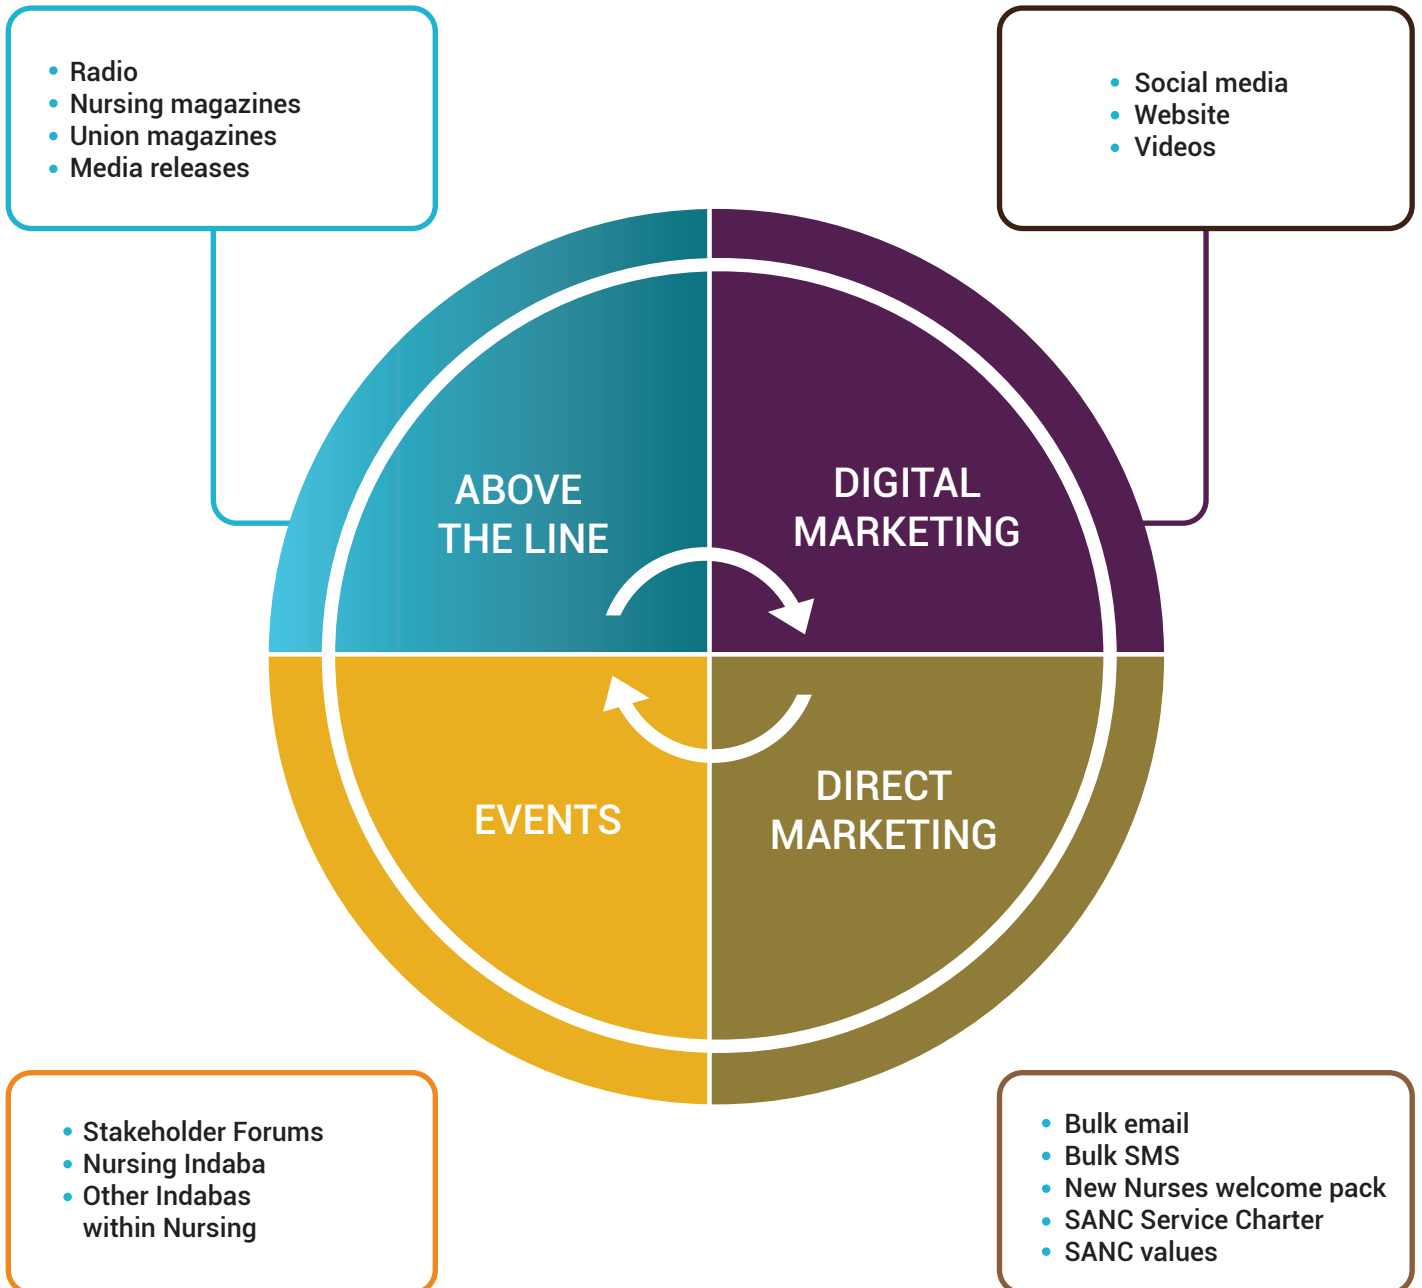 • Radio
• Nursing magazines
• Union magazines
• Media releases
• Social media
• Website
• Videos
ABOVE
THE LINE
DIGITAL
MARKETING
EVENTS
DIRECT
MARKETING
• Stakeholder Forums
• Nursing Indaba
• Other Indabas
within Nursing
• Bulk email
• Bulk SMS
• New Nurses welcome pack
• SANC Service Charter
• SANC values